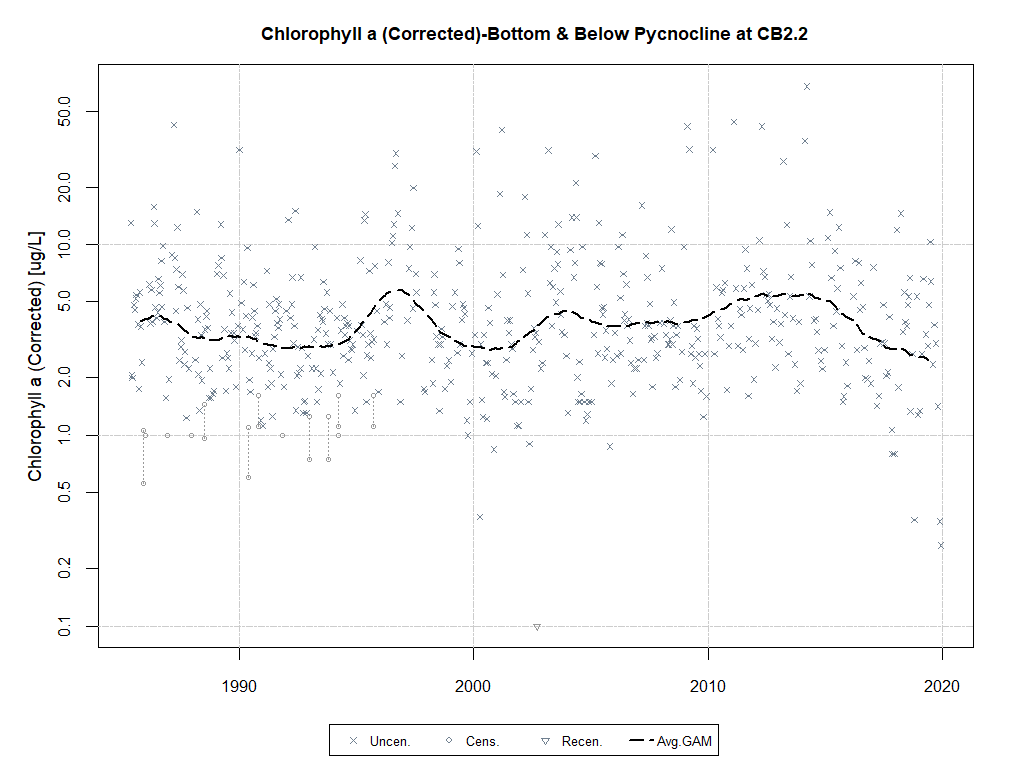 Chlorophyll a (Corrected)-Bottom & Below Pycnocline at CB2.2
Chlorophyll a (Corrected) [ug/L]
50.0
20.0
10.0
5.0
2.0
1.0
0.5
0.2
0.1
1990 2000 2010 2020
Uncen. Cens. Recen. Avg.GAM